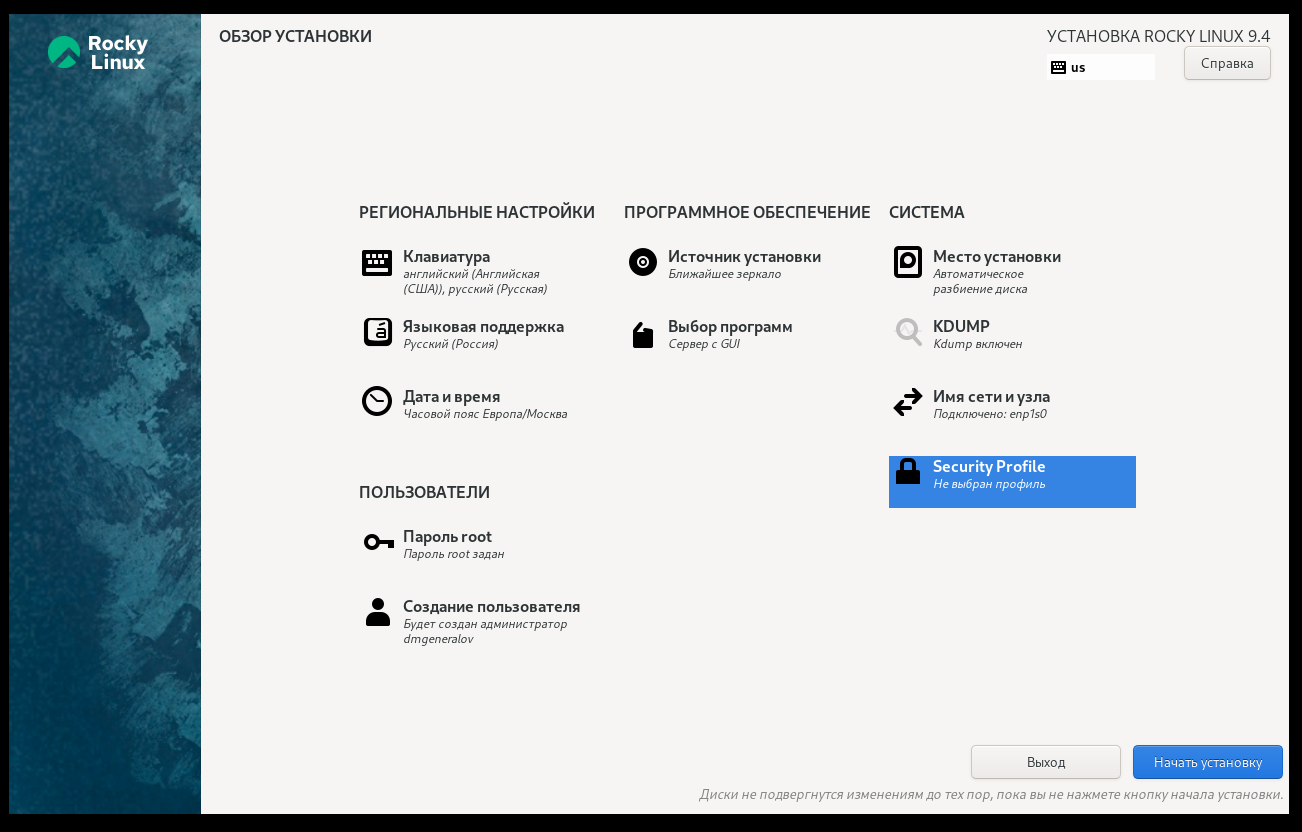 Rocky
Linux
ОБЗОР УСТАНОВКИ
УСТАНОВКА ROCKY LINUX 9.4
us
Справка
РЕГИОНАЛЬНЫЕ НАСТРОЙКИ
Клавиатура
английский (Английская
(США)), русский (Русская)
Языковая поддержка
Русский (Россия)
Дата и время
Часовой пояс Европа/Москва
ПРОГРАММНОЕ ОБЕСПЕЧЕНИЕ
Источник установки
Ближайшее зеркало
Выбор программ
Сервер с GUI
СИСТЕМА
Место установки
Автоматическое
разбиение диска
KDUMP
Kdump включен
Имя сети и узла
Подключено: enp1s0
Security Profile
Не выбран профиль
ПОЛЬЗОВАТЕЛИ
Пароль root
Пароль root задан
Создание пользователя
Будет создан администратор
dmgeneralov
Выход
Начать установку
Диски не подвергнутся изменениям до тех пор, пока вы не нажмете кнопку начала установки.